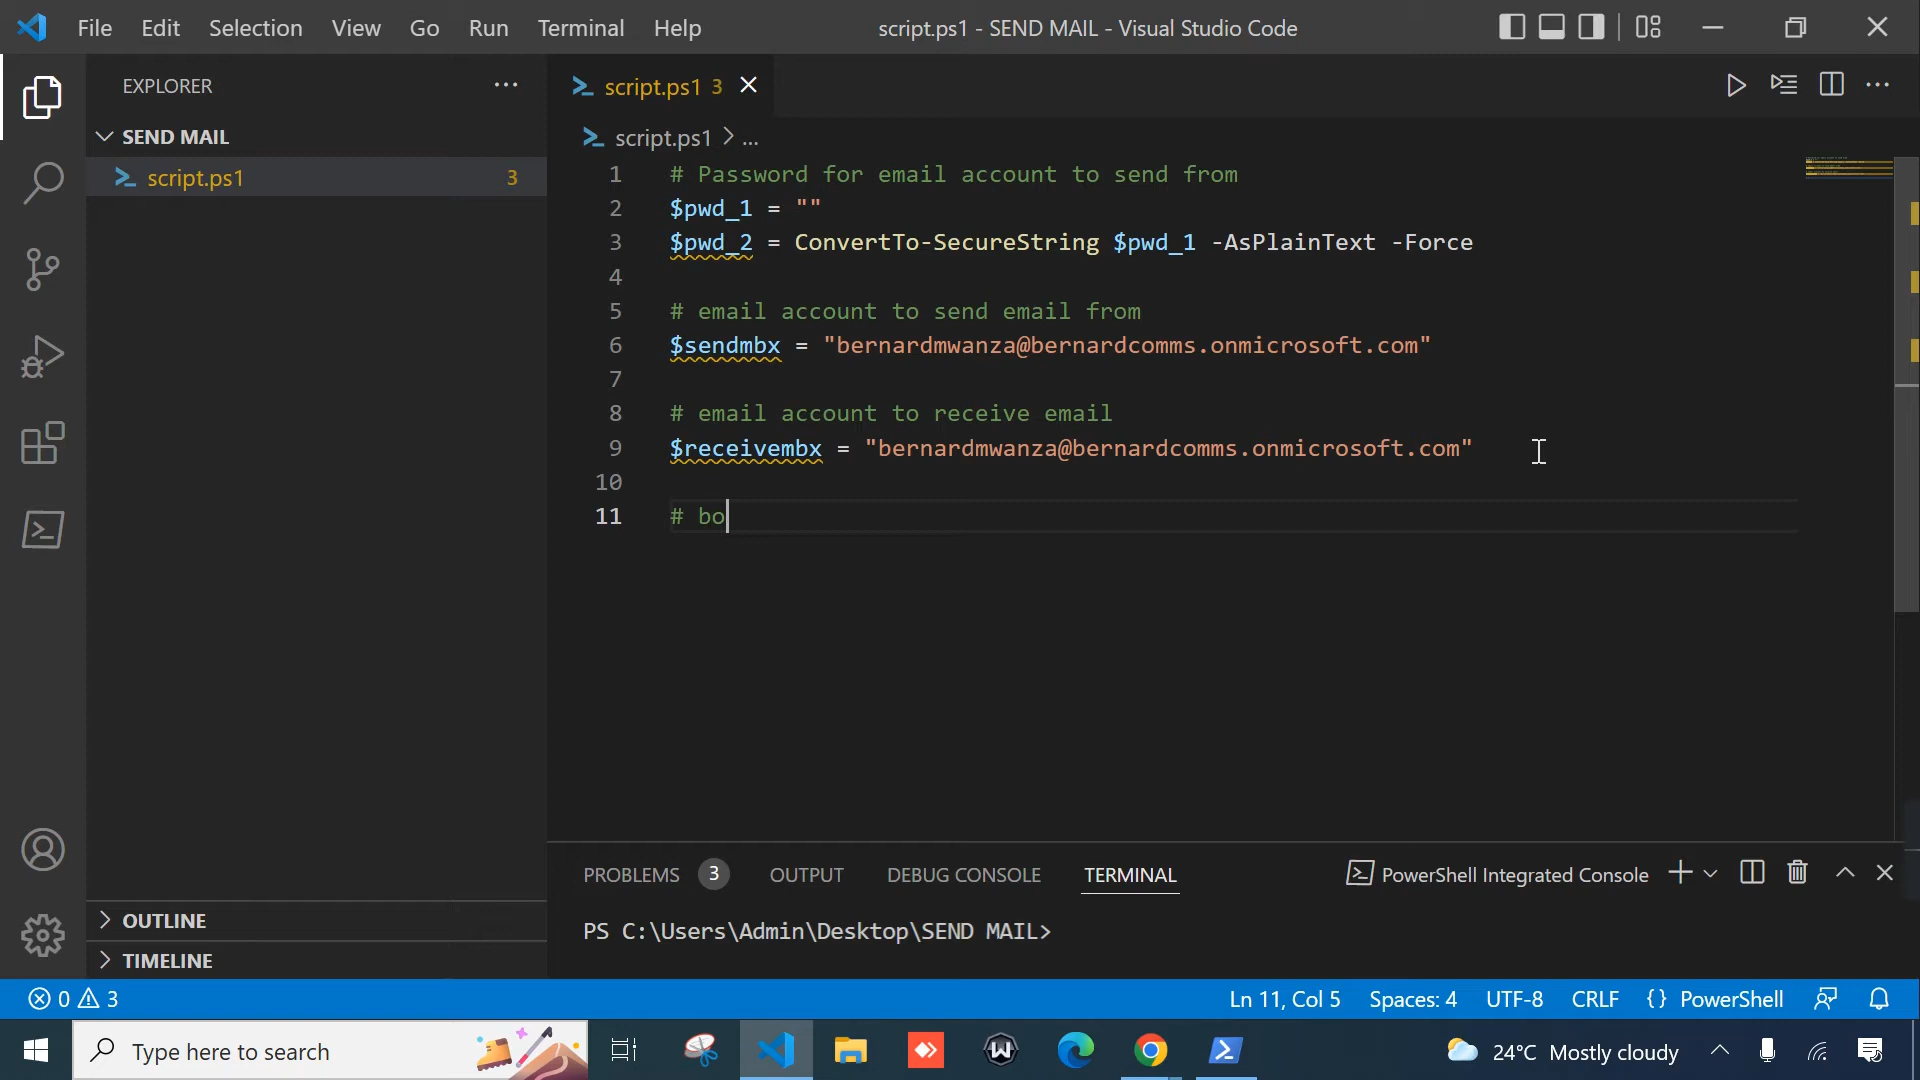 File Edit Selection View Go Run Terminal Help
script.ps1 - SEND MAIL - Visual Studio Code
EXPLORER
SEND MAIL
script.ps1 3
script.ps1 3
script.ps1 > ...
1 # Password for email account to send from
2 $pwd_1 = ""
3 $pwd_2 = ConvertTo-SecureString $pwd_1 -AsPlainText -Force
4
5 # email account to send email from
6 $sendmbx = "bernardmwanza@bernardcomms.onmicrosoft.com"
7
8 # email account to receive email
9 $receivembx = "bernardmwanza@bernardcomms.onmicrosoft.com"
10
11 # bo
OUTLINE
TIMELINE
PROBLEMS 3 OUTPUT DEBUG CONSOLE TERMINAL PowerShell Integrated Console
PS C:\Users\Admin\Desktop\SEND MAIL>
0 3 Ln 11, Col 5 Spaces: 4 UTF-8 CRLF {} PowerShell
Type here to search 24°C Mostly cloudy